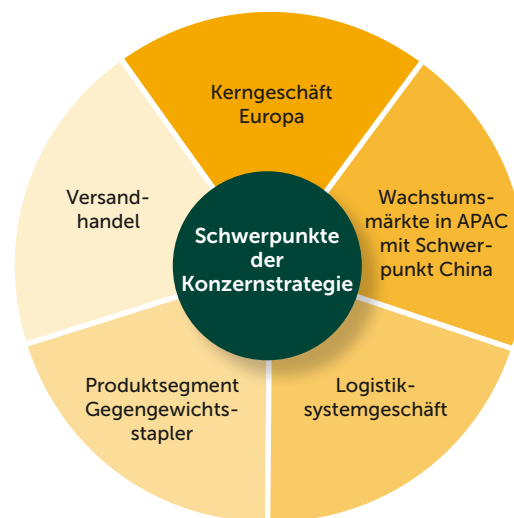 Kerngeschäft
Europa
Wachstums-
märkte in APAC
mit Schwer-
punkt China
Logistik-
systemgeschäft
Produktsegment
Gegengewichts-
stapler
Versand-
handel
Schwerpunkte
der
Konzernstrategie